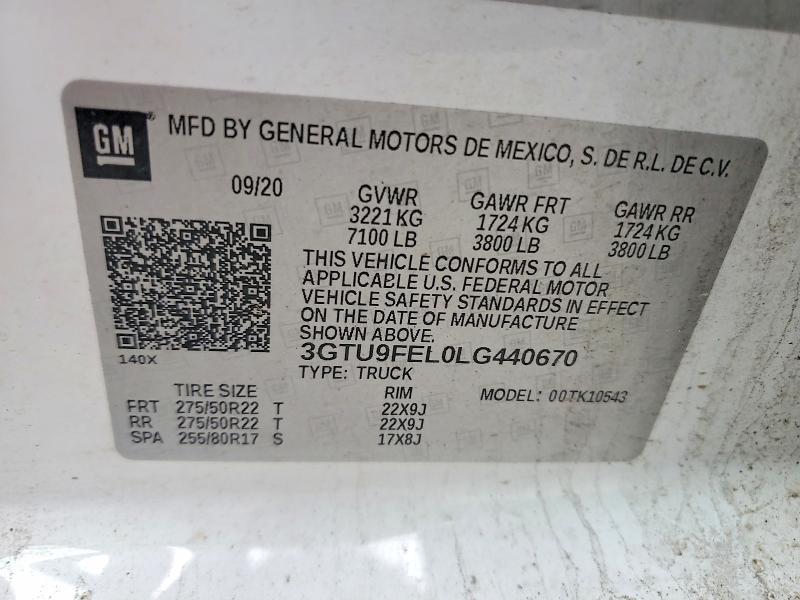 GM
MFD BY GENERAL MOTORS DE MEXICO, S. DE R.L. DE C.V.
09/20
GVWR GAWR FRT GAWR RR
3221 KG 1724 KG 1724 KG
7100 LB 3800 LB 3800 LB
THIS VEHICLE CONFORMS TO ALL
APPLICABLE U.S. FEDERAL MOTOR
VEHICLE SAFETY STANDARDS IN EFFECT
ON THE DATE OF MANUFACTURE
SHOWN ABOVE.
140X
3GTU9FEL0LG440670
TYPE: TRUCK
TIRE SIZE RIM MODEL: 00TK10543
FRT 275/50R22 T 22X9J
RR 275/50R22 T 22X9J
SPA 255/80R17 S 17X8J